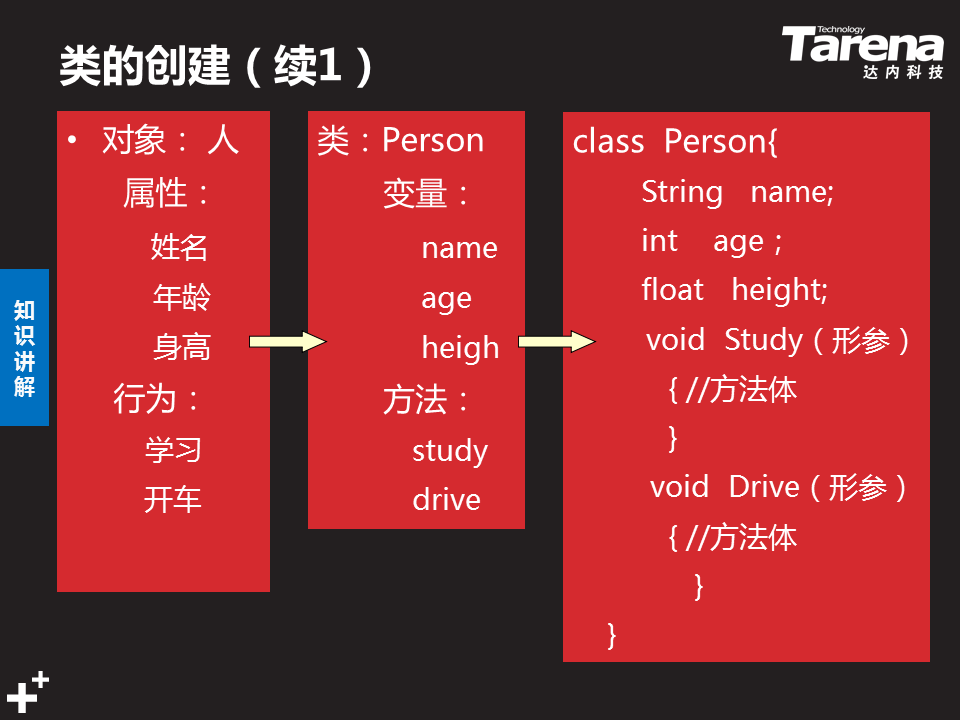 类的创建（续1）
Technology
Tarena
达内科技
知识讲解
• 对象： 人
属性：
姓名
年龄
身高
行为：
学习
开车
类：Person
变量：
name
age
heigh
方法：
study
drive
class Person{
String name;
int age；
float height;
void Study（形参）
{ //方法体
}
void Drive（形参）
{ //方法体
}
}